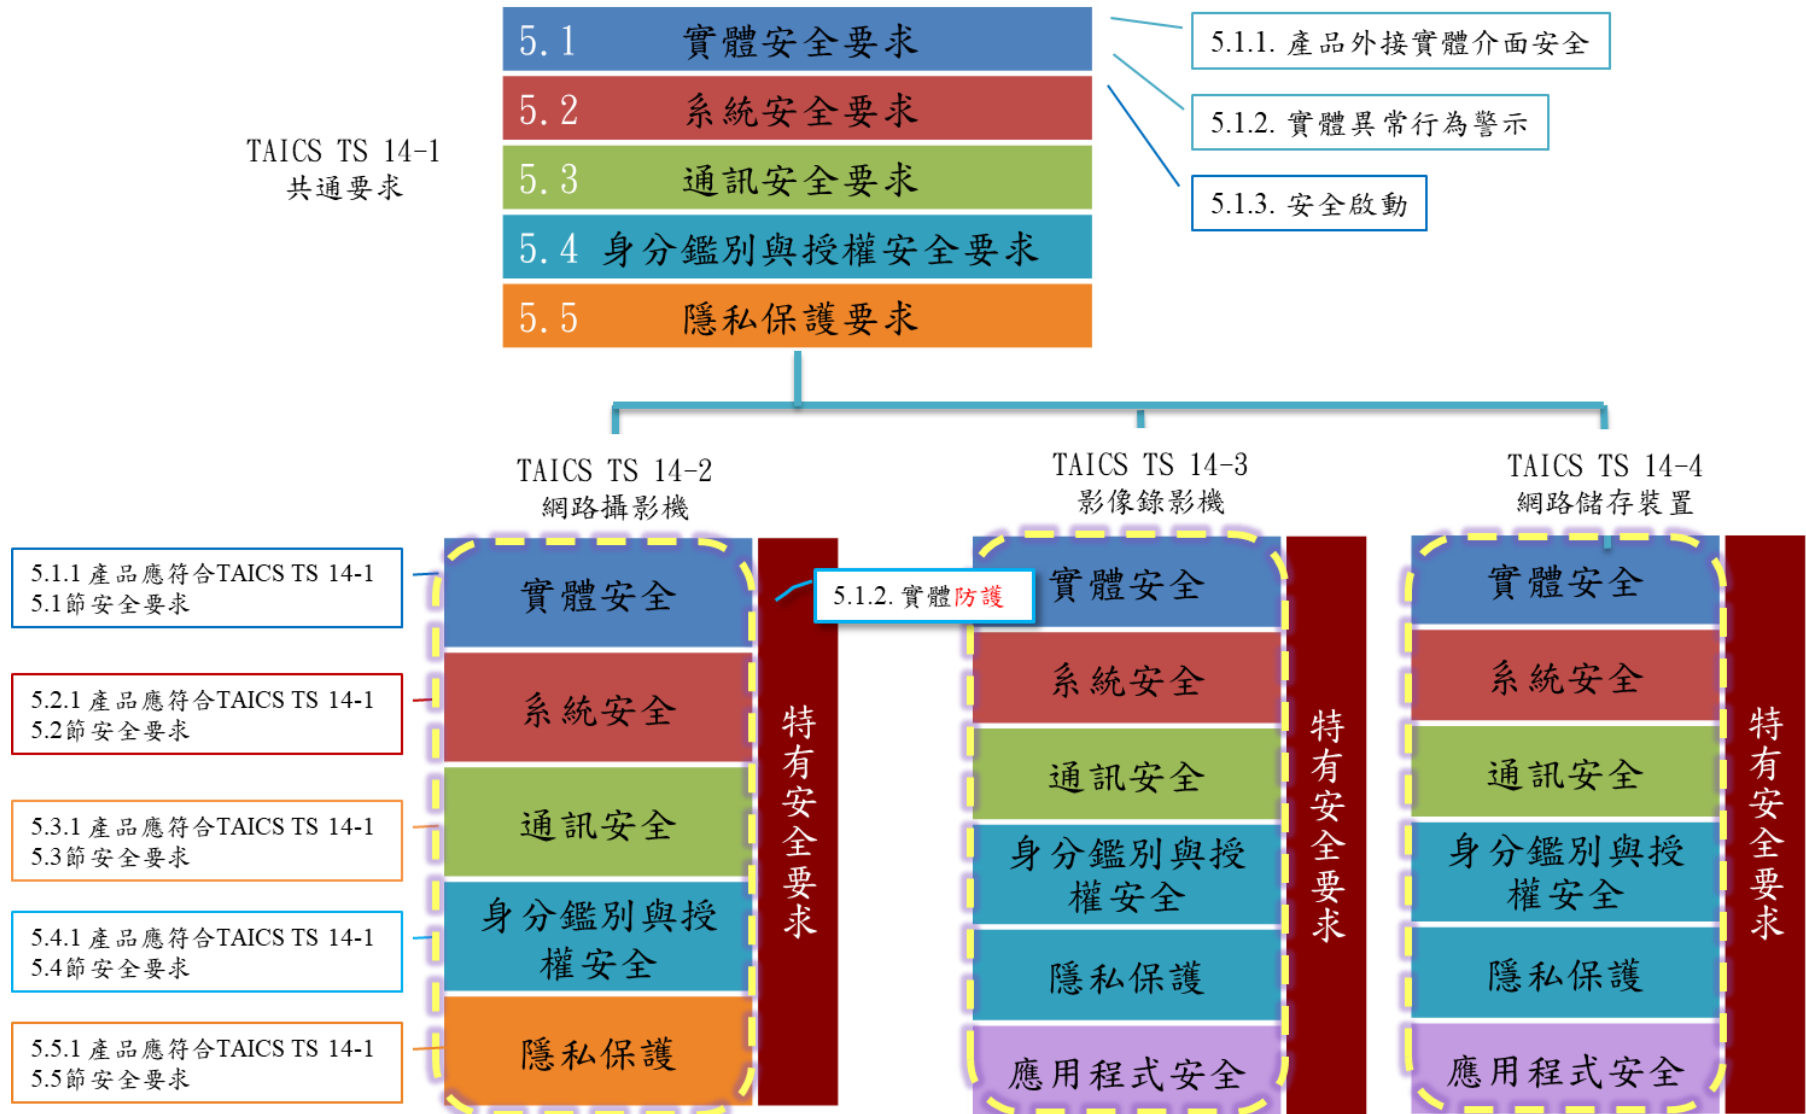 5.1 實體安全要求
5.2 系統安全要求
5.3 通訊安全要求
5.4 身分鑑別與授權安全要求
5.5 隱私保護要求
TAICS TS 14-1
共通要求
5.1.1. 產品外接實體介面安全
5.1.2. 實體異常行為警示
5.1.3. 安全啟動
TAICS TS 14-2
網路攝影機
TAICS TS 14-3
影像錄影機
TAICS TS 14-4
網路儲存裝置
5.1.1 產品應符合TAICS TS 14-1
5.1節安全要求
5.2.1 產品應符合TAICS TS 14-1
5.2節安全要求
5.3.1 產品應符合TAICS TS 14-1
5.3節安全要求
5.4.1 產品應符合TAICS TS 14-1
5.4節安全要求
5.5.1 產品應符合TAICS TS 14-1
5.5節安全要求
實體安全
系統安全
通訊安全
身分鑑別與授
權安全
隱私保護
特有安全要求
5.1.2. 實體防護
實體安全
系統安全
通訊安全
身分鑑別與授
權安全
隱私保護
應用程式安全
特有安全要求
實體安全
系統安全
通訊安全
身分鑑別與授
權安全
隱私保護
應用程式安全
特有安全要求